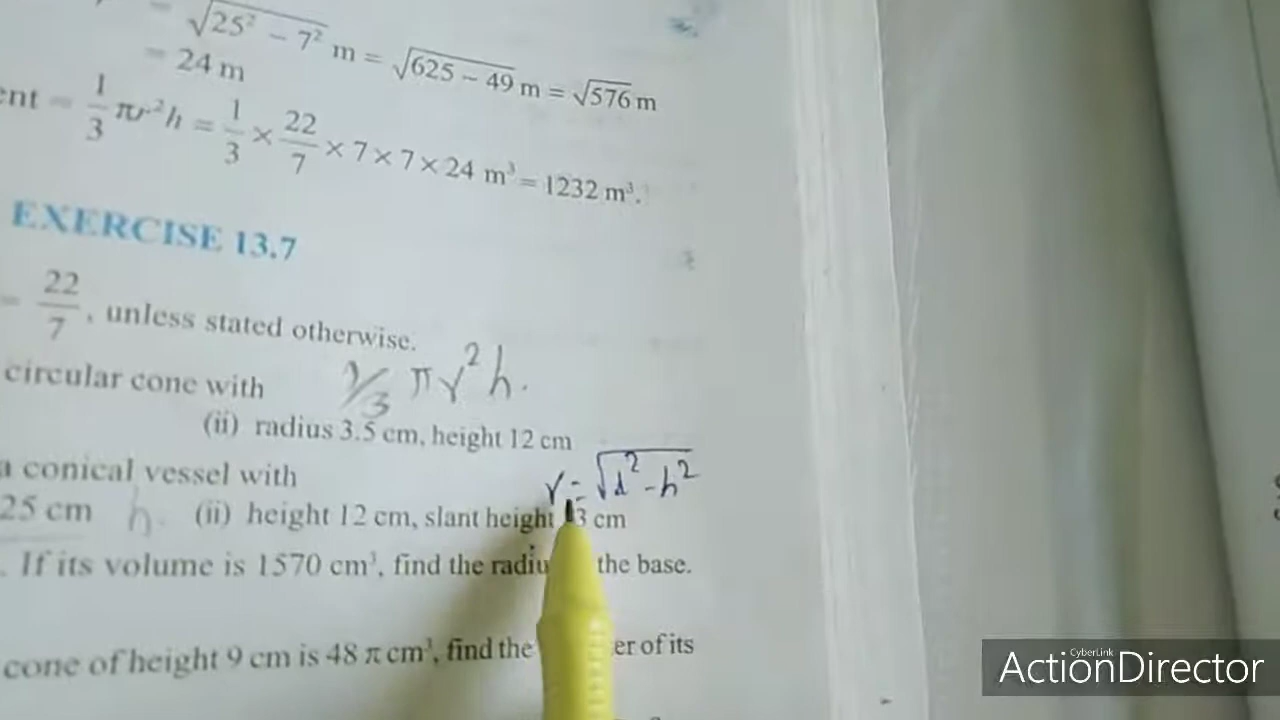 = √25² − 7² m = √625 − 49 m = √576 m
= 24 m
ent = 1/3 πr²h = 1/3 × 22/7 × 7 × 7 × 24 m³ = 1232 m³.
EXERCISE 13.7
= 22/7, unless stated otherwise.
circular cone with 1/3 πr²h.
(ii) radius 3.5 cm, height 12 cm
a conical vessel with r = √l² − h²
25 cm h. (ii) height 12 cm, slant height 3 cm
. If its volume is 1570 cm³, find the the base.
cone of height 9 cm is 48 π cm³, find the er of its
CyberLink
ActionDirector